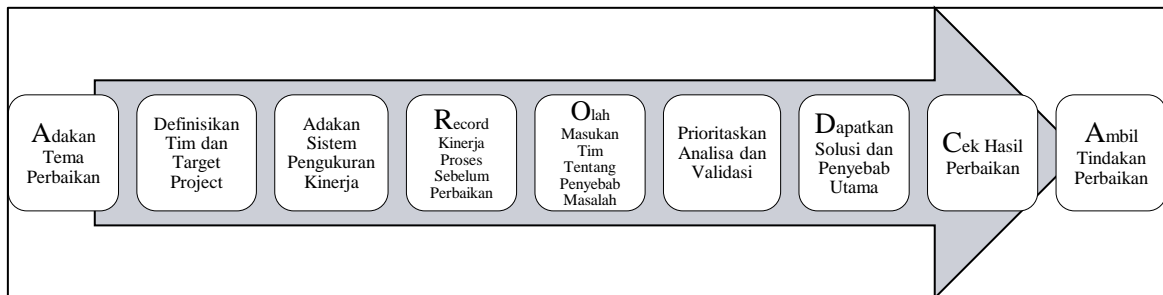 Adakan
Tema
Perbaikan
Definisikan
Tim dan
Target
Project
Adakan
Sistem
Pengukuran
Kinerja
Record
Kinerja
Proses
Sebelum
Perbaikan
Olah
Masukan
Tim
Tentang
Penyebab
Masalah
Prioritaskan
Analisa dan
Validasi
Dapatkan
Solusi dan
Penyebab
Utama
Cek Hasil
Perbaikan
Ambil
Tindakan
Perbaikan